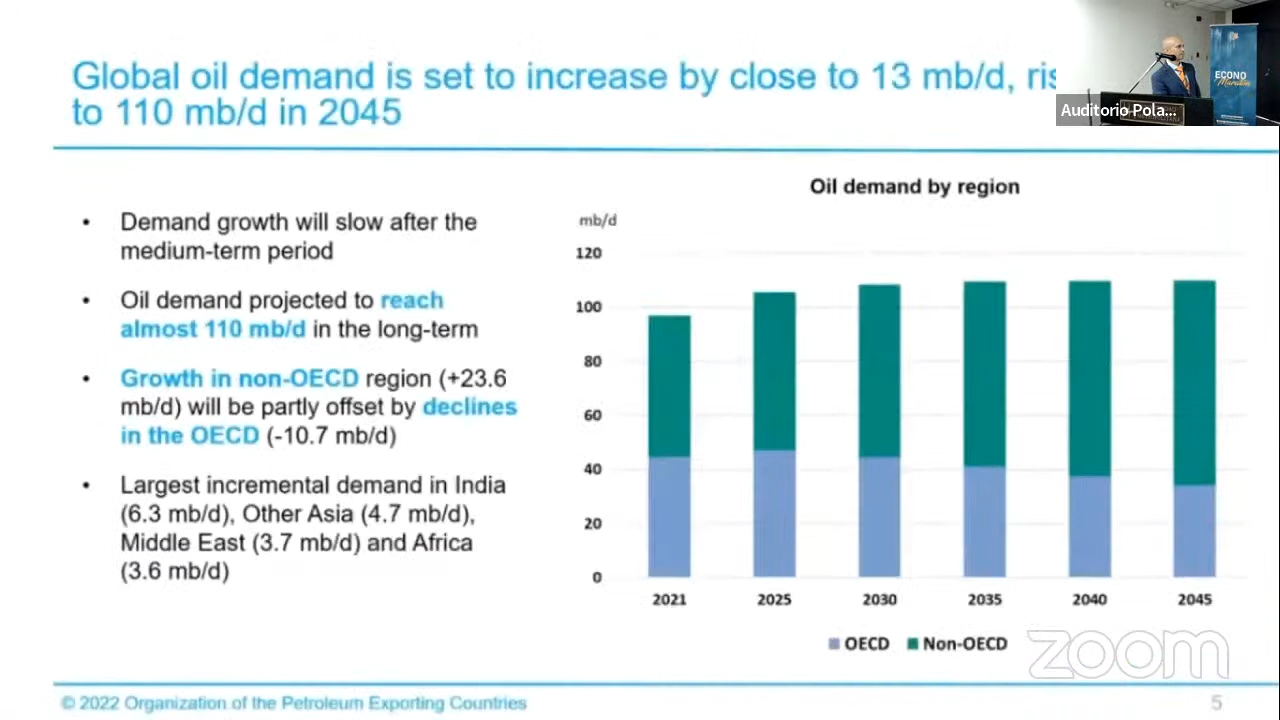 Global oil demand is set to increase by close to 13 mb/d, ris
to 110 mb/d in 2045
ECONO
Auditorio Pola...
Oil demand by region
• Demand growth will slow after the
medium-term period
• Oil demand projected to reach
almost 110 mb/d in the long-term
• Growth in non-OECD region (+23.6
mb/d) will be partly offset by declines
in the OECD (-10.7 mb/d)
• Largest incremental demand in India
(6.3 mb/d), Other Asia (4.7 mb/d),
Middle East (3.7 mb/d) and Africa
(3.6 mb/d)
mb/d
120
100
80
60
40
20
0
2021 2025 2030 2035 2040 2045
OECD Non-OECD
zoom
© 2022 Organization of the Petroleum Exporting Countries
5